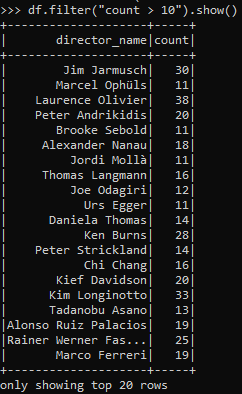 >>> df.filter("count > 10").show()
+--------------------+-----+
|       director_name|count|
+--------------------+-----+
|        Jim Jarmusch|   30|
|       Marcel Ophüls|   11|
|    Laurence Olivier|   38|
|     Peter Andrikidis|   20|
|       Brooke Sebold|   11|
|    Alexander Nanau|   18|
|         Jordi Mollà|   11|
|     Thomas Langmann|   16|
|         Joe Odagiri|   12|
|           Urs Egger|   11|
|      Daniela Thomas|   14|
|           Ken Burns|   28|
|    Peter Strickland|   14|
|           Chi Chang|   16|
|       Kief Davidson|   20|
|      Kim Longinotto|   33|
|      Tadanobu Asano|   13|
|Alonso Ruiz Palacios|   19|
|Rainer Werner Fas...|   25|
|       Marco Ferreri|   19|
+--------------------+-----+
only showing top 20 rows